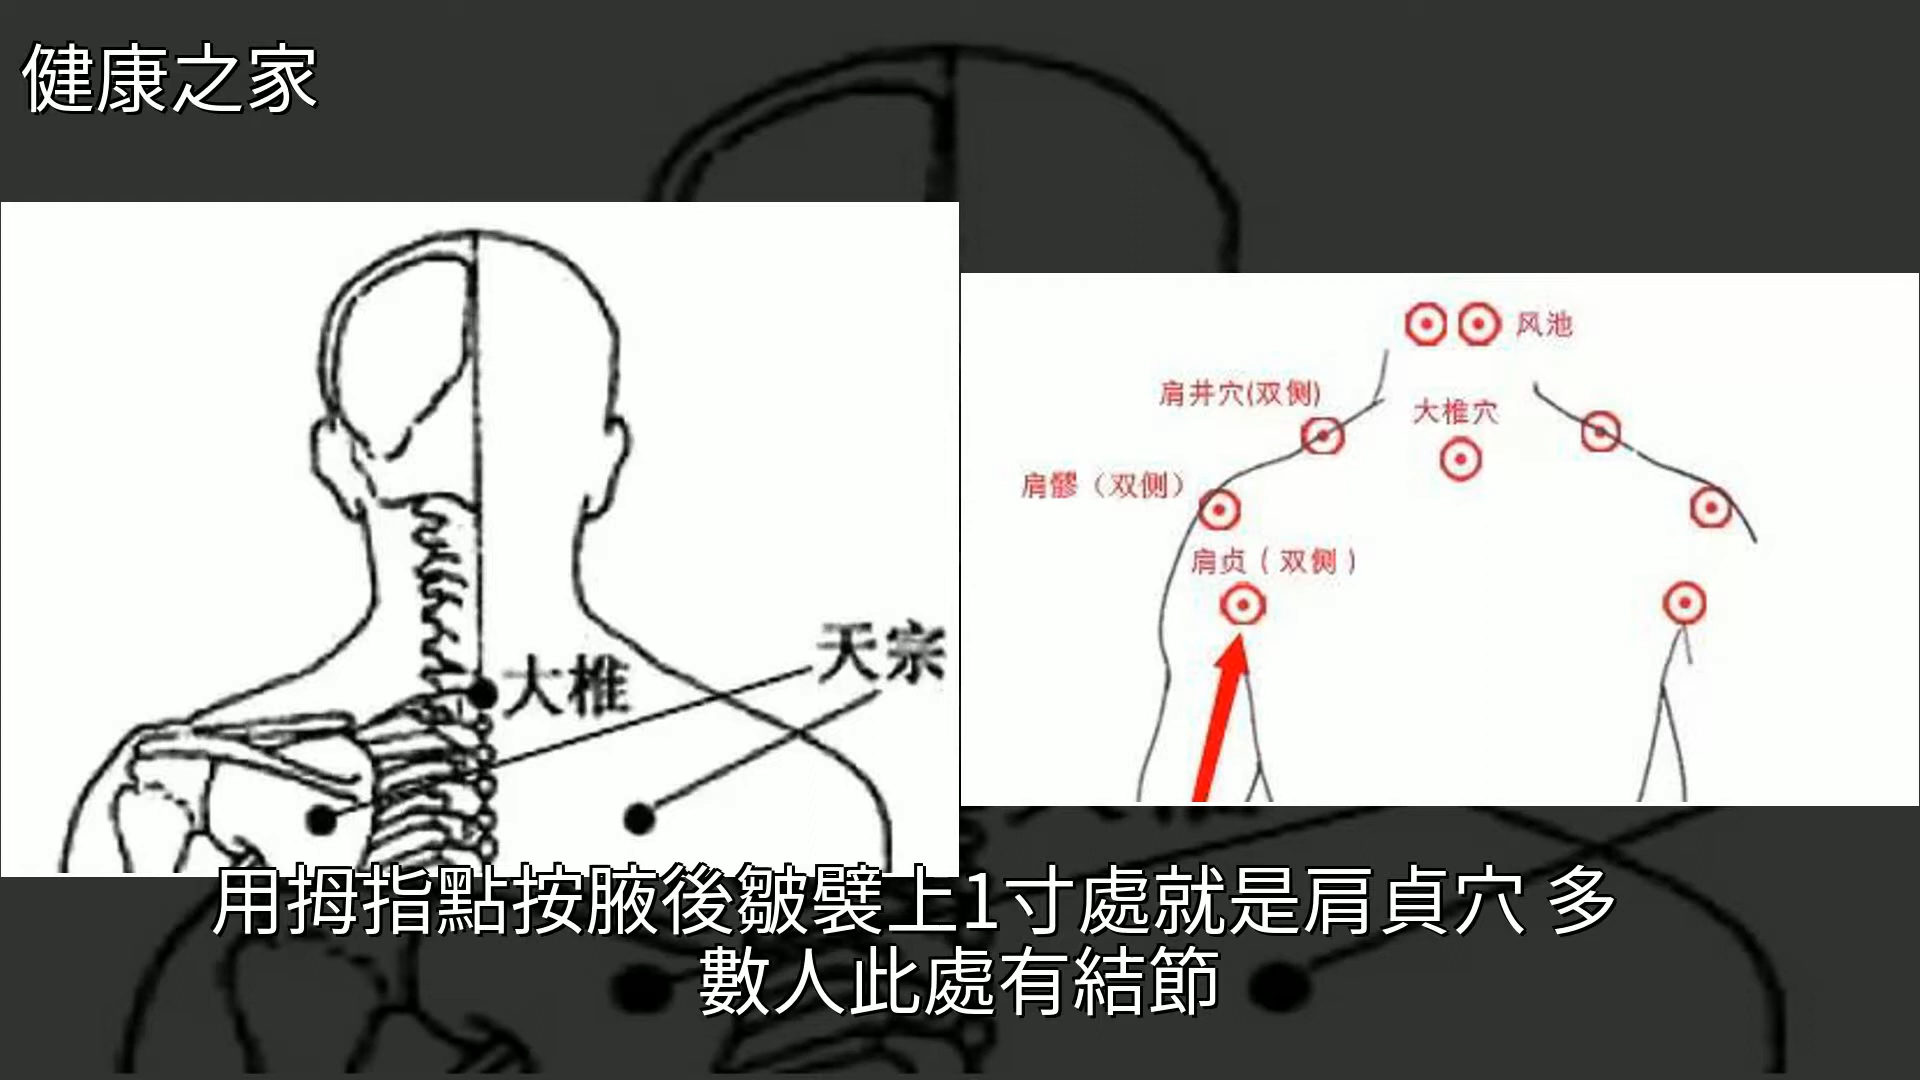 健康之家
大椎
天宗
风池
肩井穴(双侧)
大椎穴
肩髎（双侧）
肩贞（双侧）
用拇指點按腋後皺襞上1寸處就是肩貞穴 多
數人此處有結節